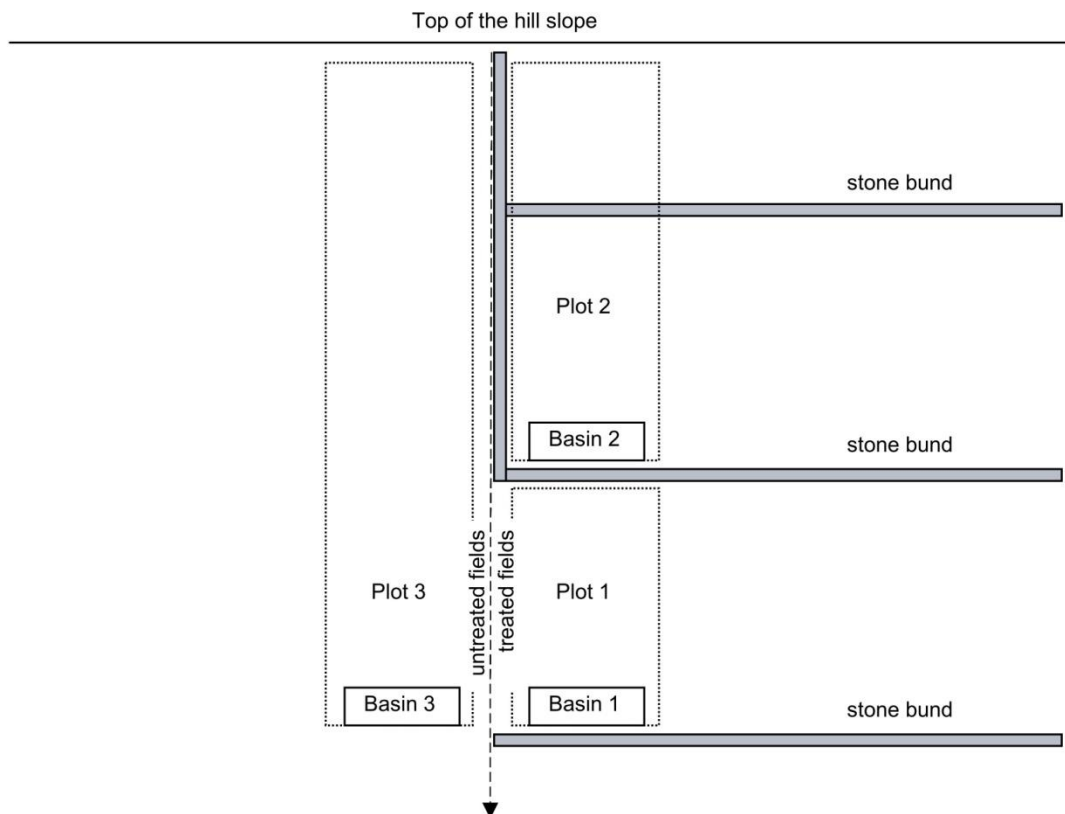 Top of the hill slope
stone bund
Plot 2
Basin 2
stone bund
untreated fields
treated fields
Plot 3
Plot 1
Basin 3
Basin 1
stone bund